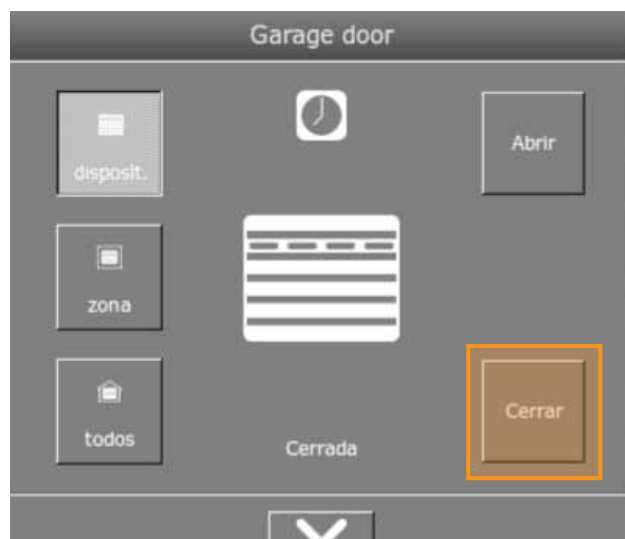 Garage door
disposit.
Abrir
zona
todos
Cerrada
Cerrar